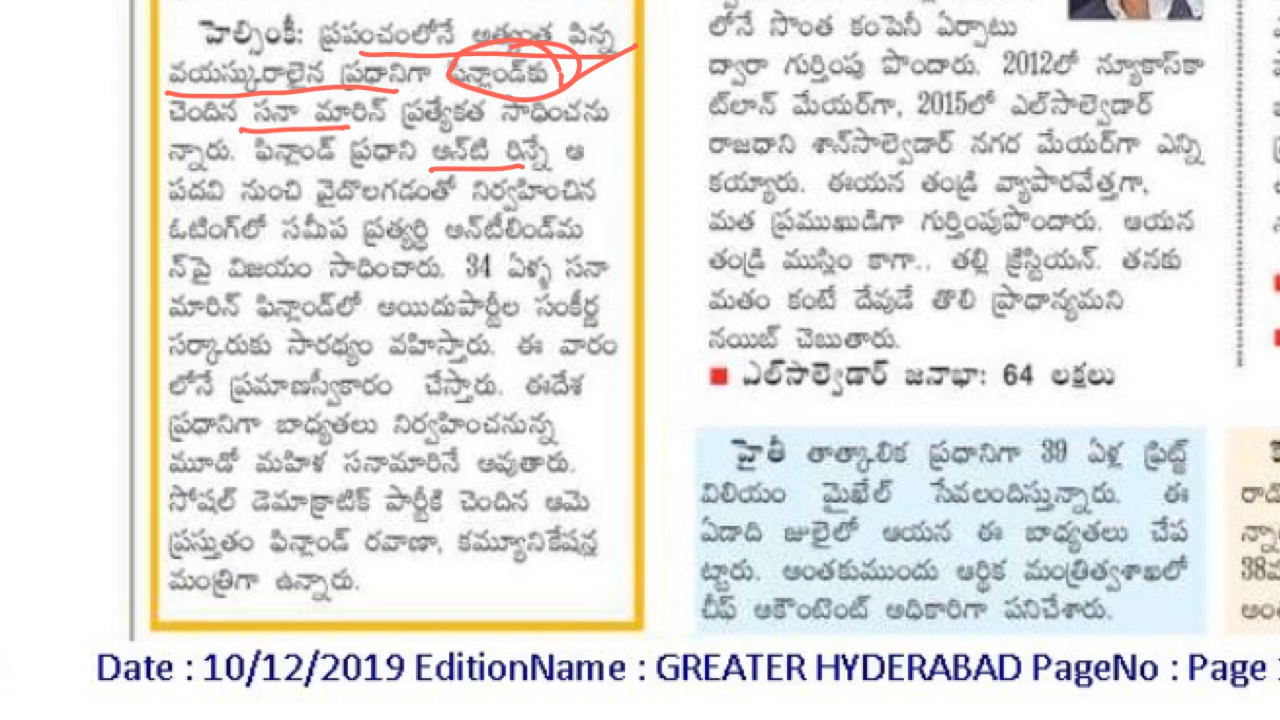 హెల్సింకీ: ప్రపంచంలోనే అత్యంత పిన్న
వయస్కురాలైన ప్రధానిగా ఫిన్లాండ్‌కు
చెందిన సనా మారిన్ ప్రత్యేకత సాధించను
న్నారు. ఫిన్లాండ్ ప్రధాని ఆన్‌టి రిన్నే ఆ
పదవి నుంచి వైదొలగడంతో నిర్వహించిన
ఓటింగ్‌లో సమీప ప్రత్యర్థి ఆన్‌టీలిండ్‌మ
న్‌పై విజయం సాధించారు. 34 ఏళ్ళ సనా
మారిన్ ఫిన్లాండ్‌లో అయిదుపార్టీల సంకీర్ణ
సర్కారుకు సారథ్యం వహిస్తారు. ఈ వారం
లోనే ప్రమాణస్వీకారం చేస్తారు. ఈదేశ
ప్రధానిగా బాధ్యతలు నిర్వహించనున్న
మూడో మహిళ సనామారినే అవుతారు.
సోషల్ డెమాక్రాటిక్ పార్టీకి చెందిన ఆమె
ప్రస్తుతం ఫిన్లాండ్ రవాణా, కమ్యూనికేషన్ల
మంత్రిగా ఉన్నారు.
లోనే సొంత కంపెనీ ఏర్పాటు
ద్వారా గుర్తింపు పొందారు. 2012లో న్యూకాస్‌కా
ట్‌లాన్ మేయర్‌గా, 2015లో ఎల్‌సాల్వెడార్
రాజధాని శాన్‌సాల్వెడార్ నగర మేయర్‌గా ఎన్ని
కయ్యారు. ఈయన తండ్రి వ్యాపారవేత్తగా,
మత ప్రముఖుడిగా గుర్తింపుపొందారు. ఆయన
తండ్రి ముస్లిం కాగా.. తల్లి క్రిస్టియన్. తనకు
మతం కంటే దేవుడే తొలి ప్రాధాన్యమని
నయిబ్ చెబుతారు.
■ ఎల్‌సాల్వెడార్ జనాభా: 64 లక్షలు
హైతీ తాత్కాలిక ప్రధానిగా 39 ఏళ్ల ఫ్రిట్జ్
విలియం మైఖేల్ సేవలందిస్తున్నారు. ఈ
ఏడాది జులైలో ఆయన ఈ బాధ్యతలు చేప
ట్టారు. అంతకుముందు ఆర్థిక మంత్రిత్వశాఖలో
చీఫ్ అకౌంటెంట్ అధికారిగా పనిచేశారు.
Date : 10/12/2019 EditionName : GREATER HYDERABAD PageNo : Page